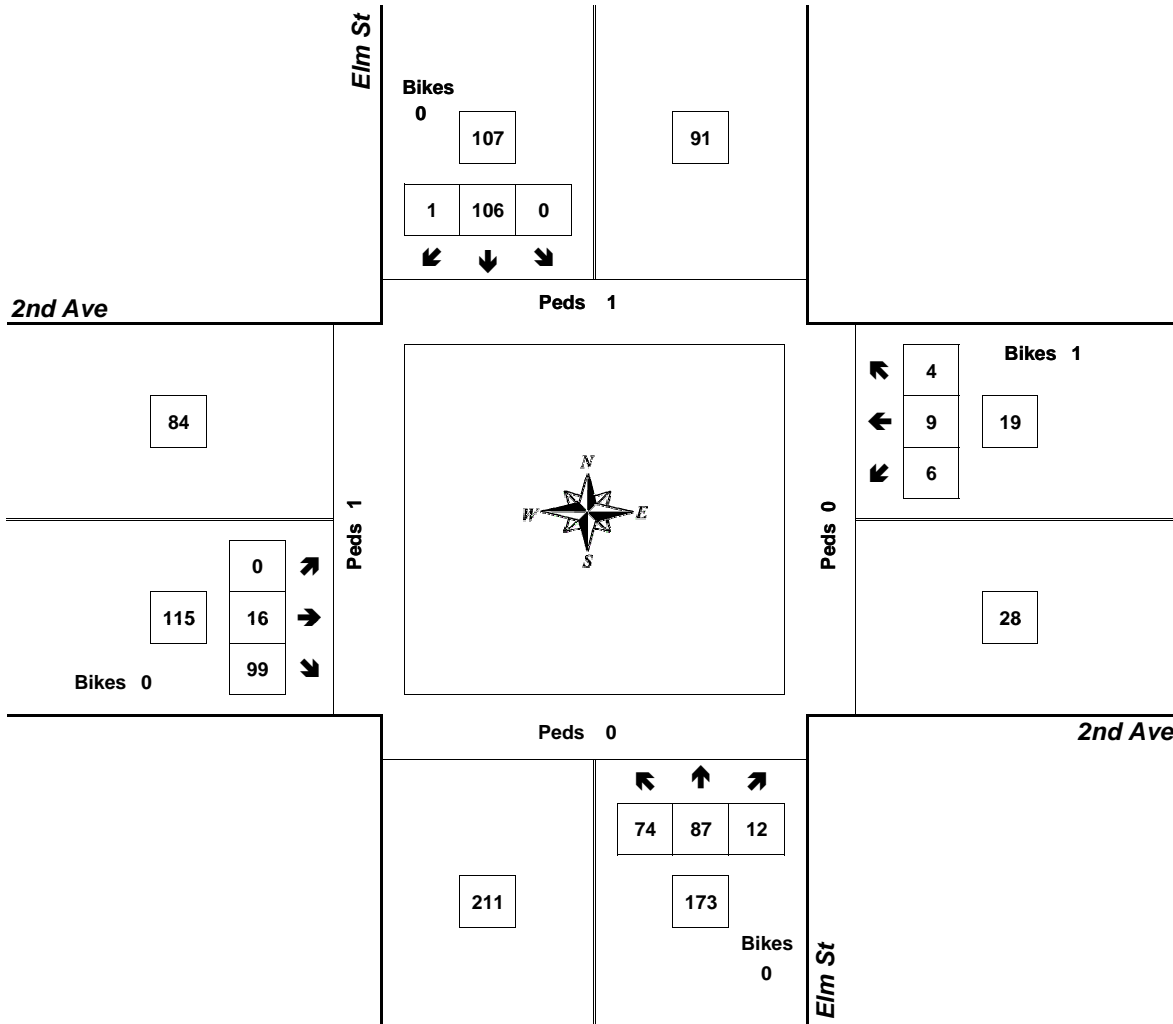 Elm St
Bikes
0
107
91
1 106 0
2nd Ave
Peds 1
4
Bikes 1
84
9
19
6
N
W E
S
Peds 1
Peds 0
0
115
16
28
99
Bikes 0
Peds 0
2nd Ave
74 87 12
211
173
Bikes
0
Elm St